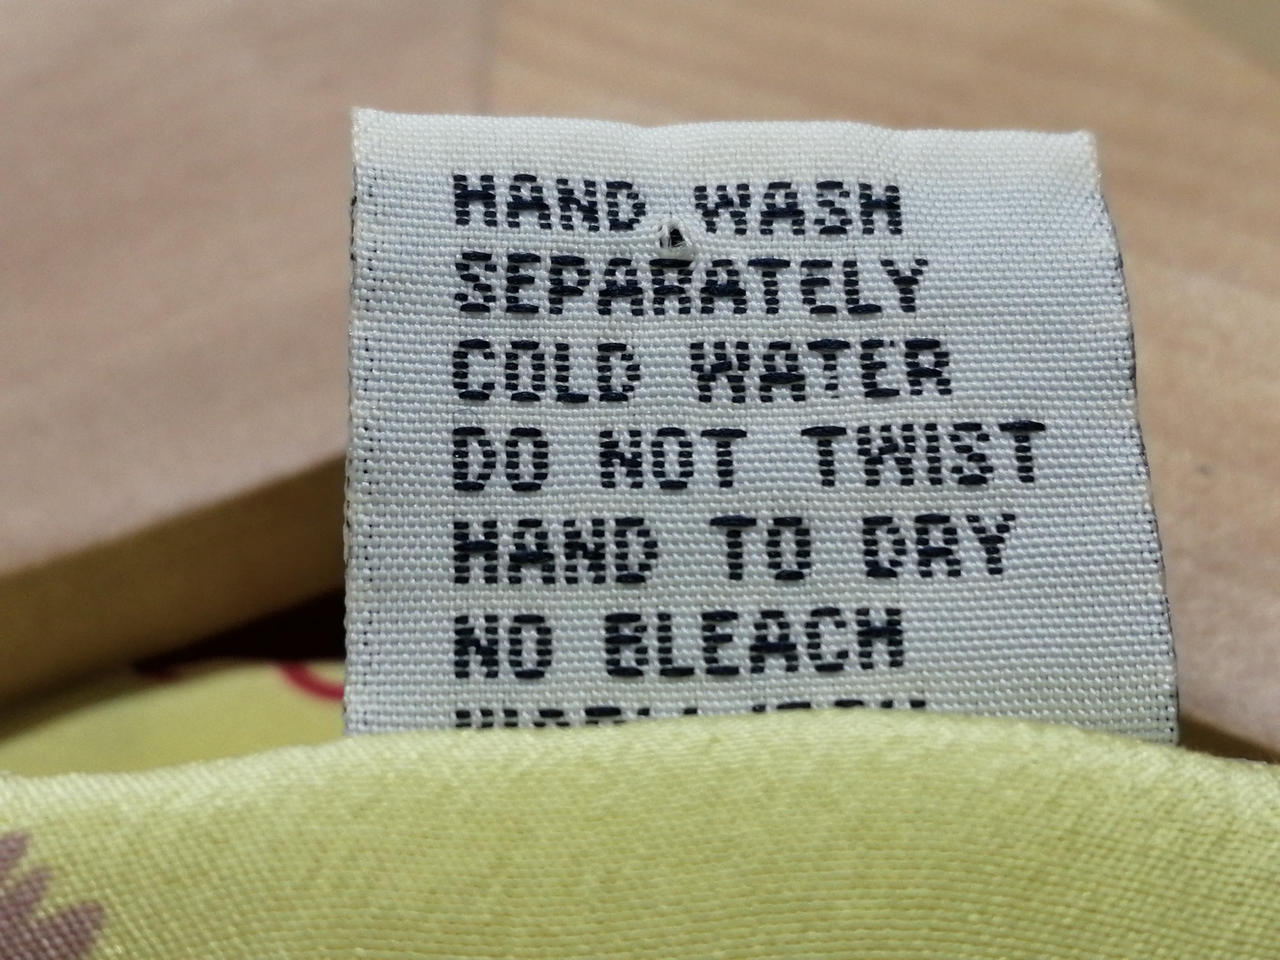 HAND WASH
SEPARATELY
COLD WATER
DO NOT TWIST
HAND TO DRY
NO BLEACH